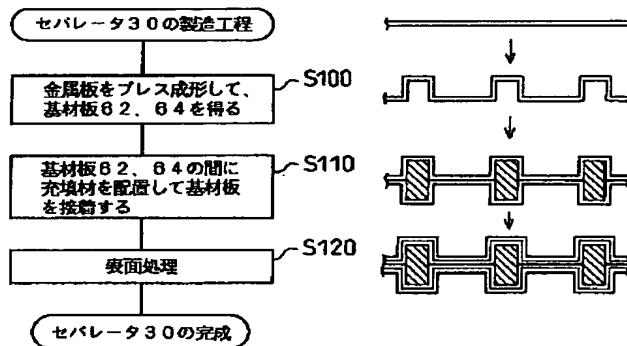 セパレータ30の製造工程
金属板をプレス成形して、
基材板62、64を得る
S100
基材板62、64の間に
充填材を配置して基材板
を接着する
S110
表面処理
S120
セパレータ30の完成